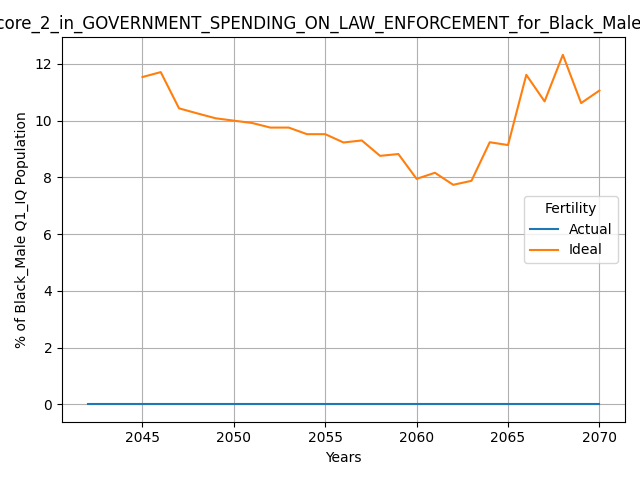 core_2_in_GOVERNMENT_SPENDING_ON_LAW_ENFORCEMENT_for_Black_Male
12
10
8
6
4
2
0
% of Black_Male Q1_IQ Population
Fertility
Actual
Ideal
2045 2050 2055 2060 2065 2070
Years